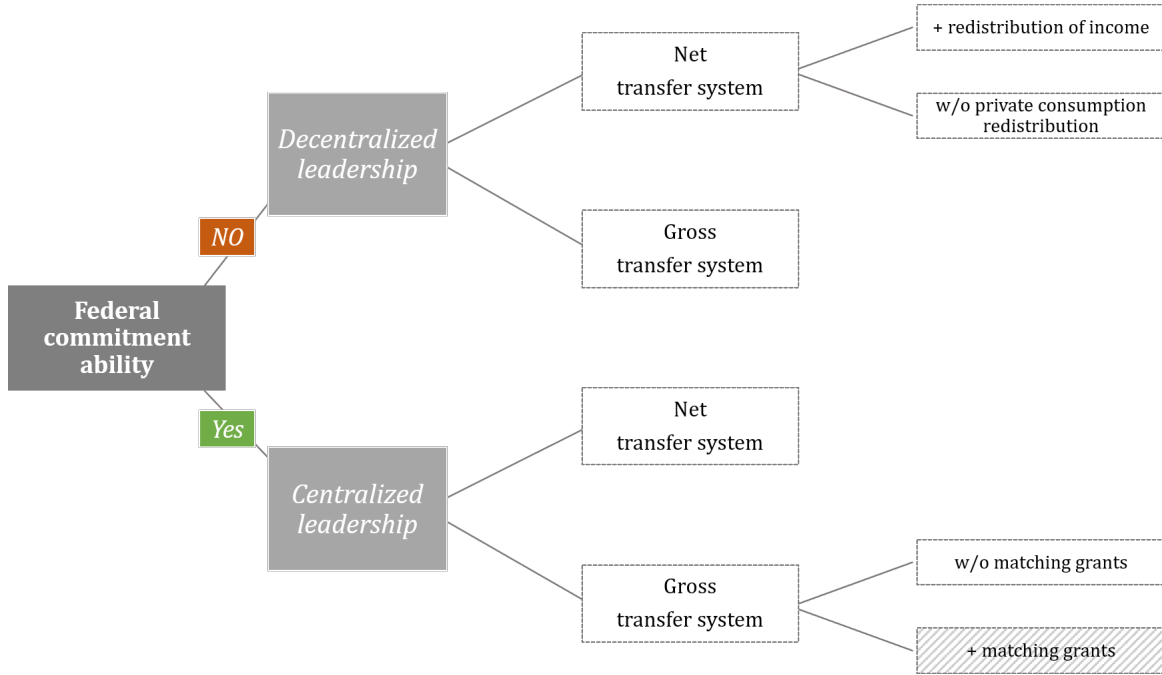 Federal
commitment
ability
NO
Decentralized
leadership
Net
transfer system
+ redistribution of income
w/o private consumption
redistribution
Gross
transfer system
Yes
Centralized
leadership
Net
transfer system
Gross
transfer system
w/o matching grants
+ matching grants